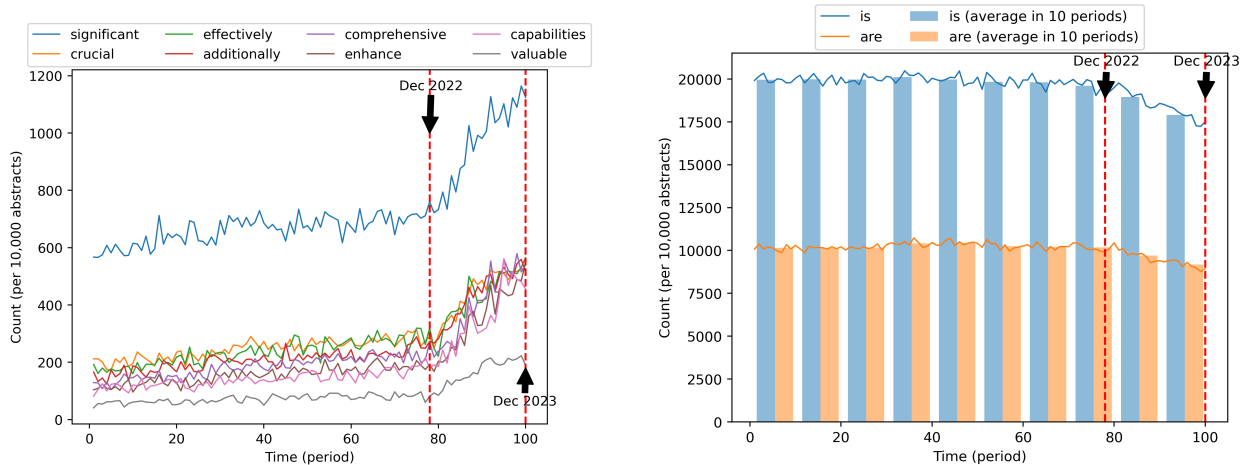 significant effectively comprehensive capabilities
crucial additionally enhance valuable
1200
1000
800
600
400
200
0
Count (per 10,000 abstracts)
Dec 2022
Dec 2023
0 20 40 60 80 100
Time (period)
is is (average in 10 periods)
are are (average in 10 periods)
Dec 2022 Dec 2023
20000
17500
15000
12500
10000
7500
5000
2500
0
Count (per 10,000 abstracts)
0 20 40 60 80 100
Time (period)